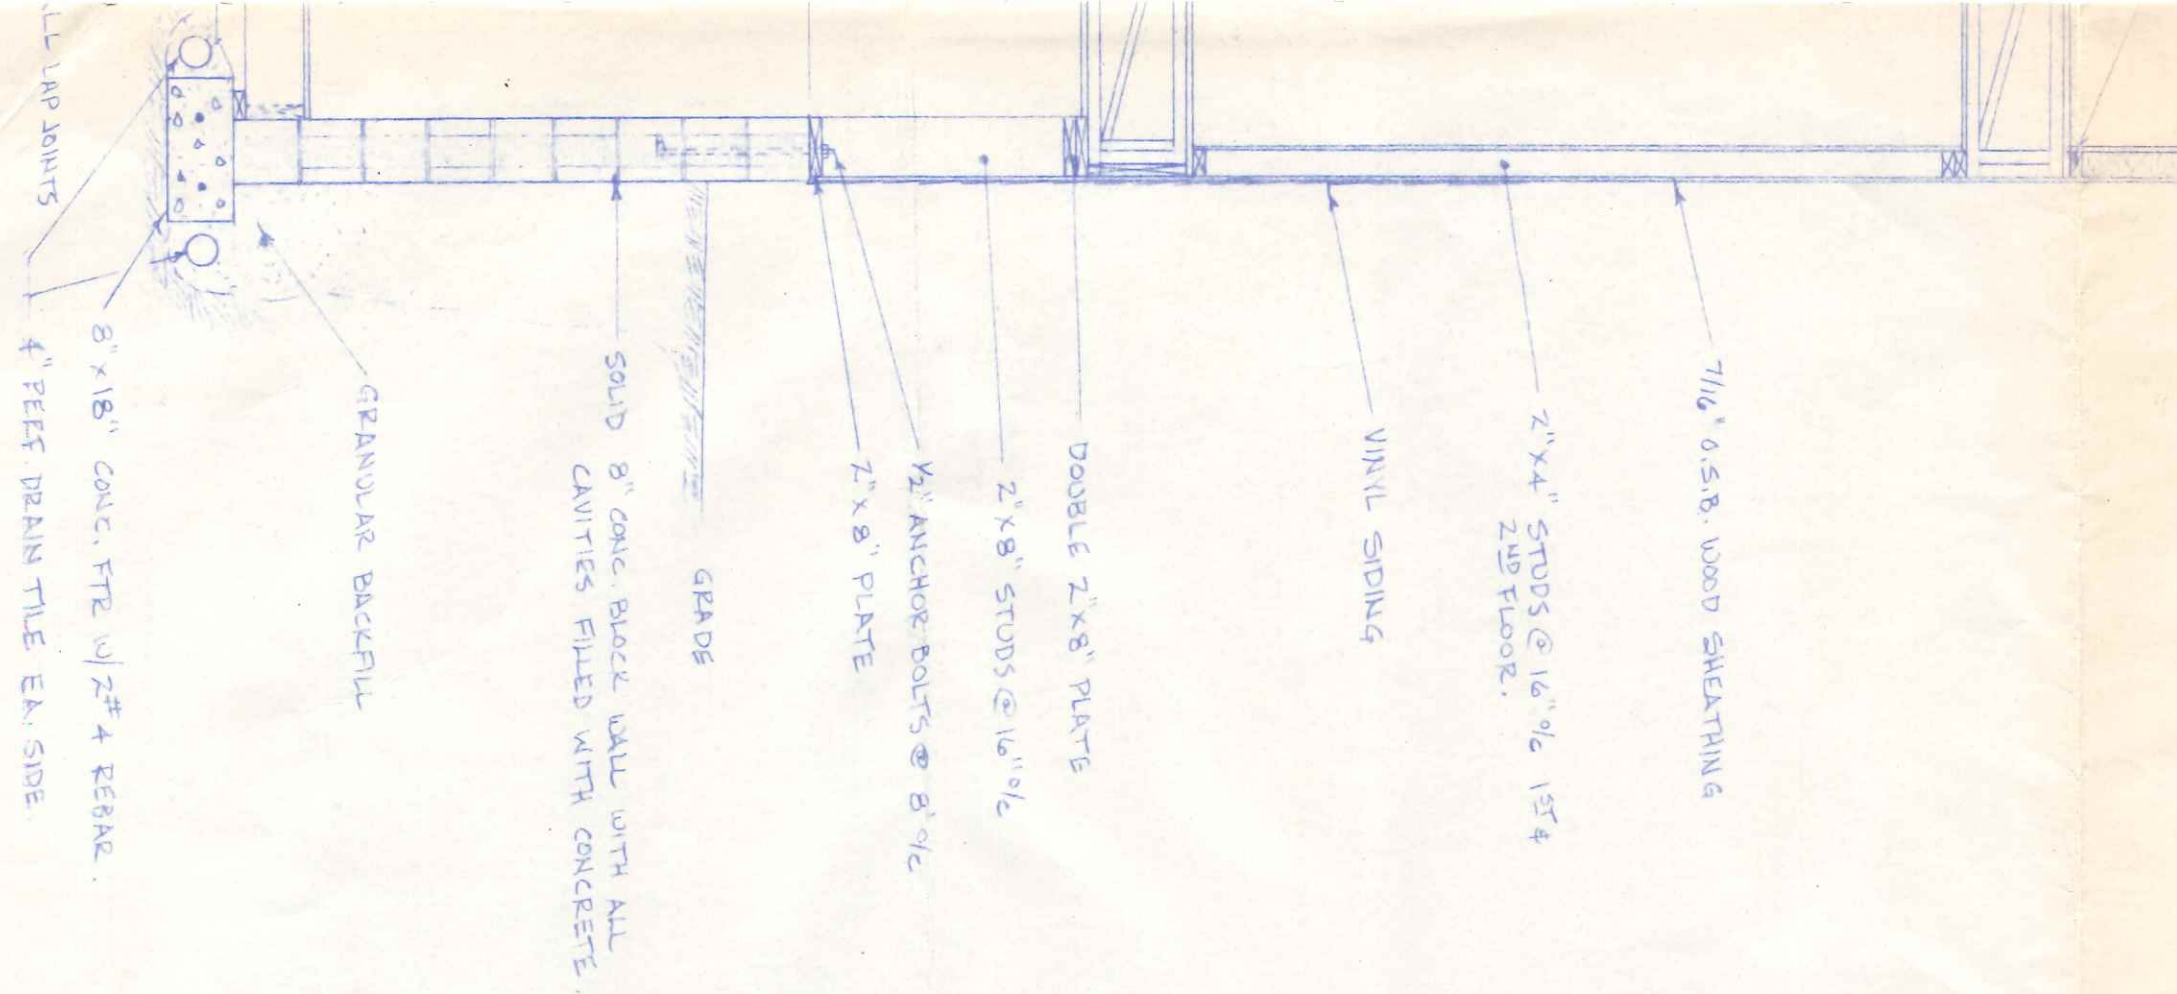 7/16" O.S.B. WOOD SHEATHING
2"X4" STUDS @ 16" o/c 1ST &
2ND FLOOR.
VINYL SIDING
DOUBLE 2"X8" PLATE
2"X8" STUDS @ 16" o/c
1/2" ANCHOR BOLTS @ 8' o/c
2"X8" PLATE
GRADE
SOLID 8" CONC. BLOCK WALL WITH ALL
CAVITIES FILLED WITH CONCRETE.
GRANULAR BACKFILL
8"X18" CONC. FTR W/2 #4 REBAR.
4" PERF. DRAIN TILE EA. SIDE.
LL LAP JOINTS